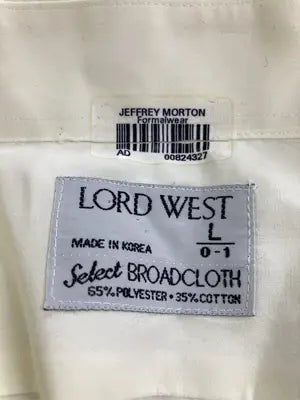 JEFFREY MORTON
Formalwear
AD 00824327
LORD WEST
L
MADE IN KOREA
0-1
Select BROADCLOTH
65% POLYESTER • 35% COTTON